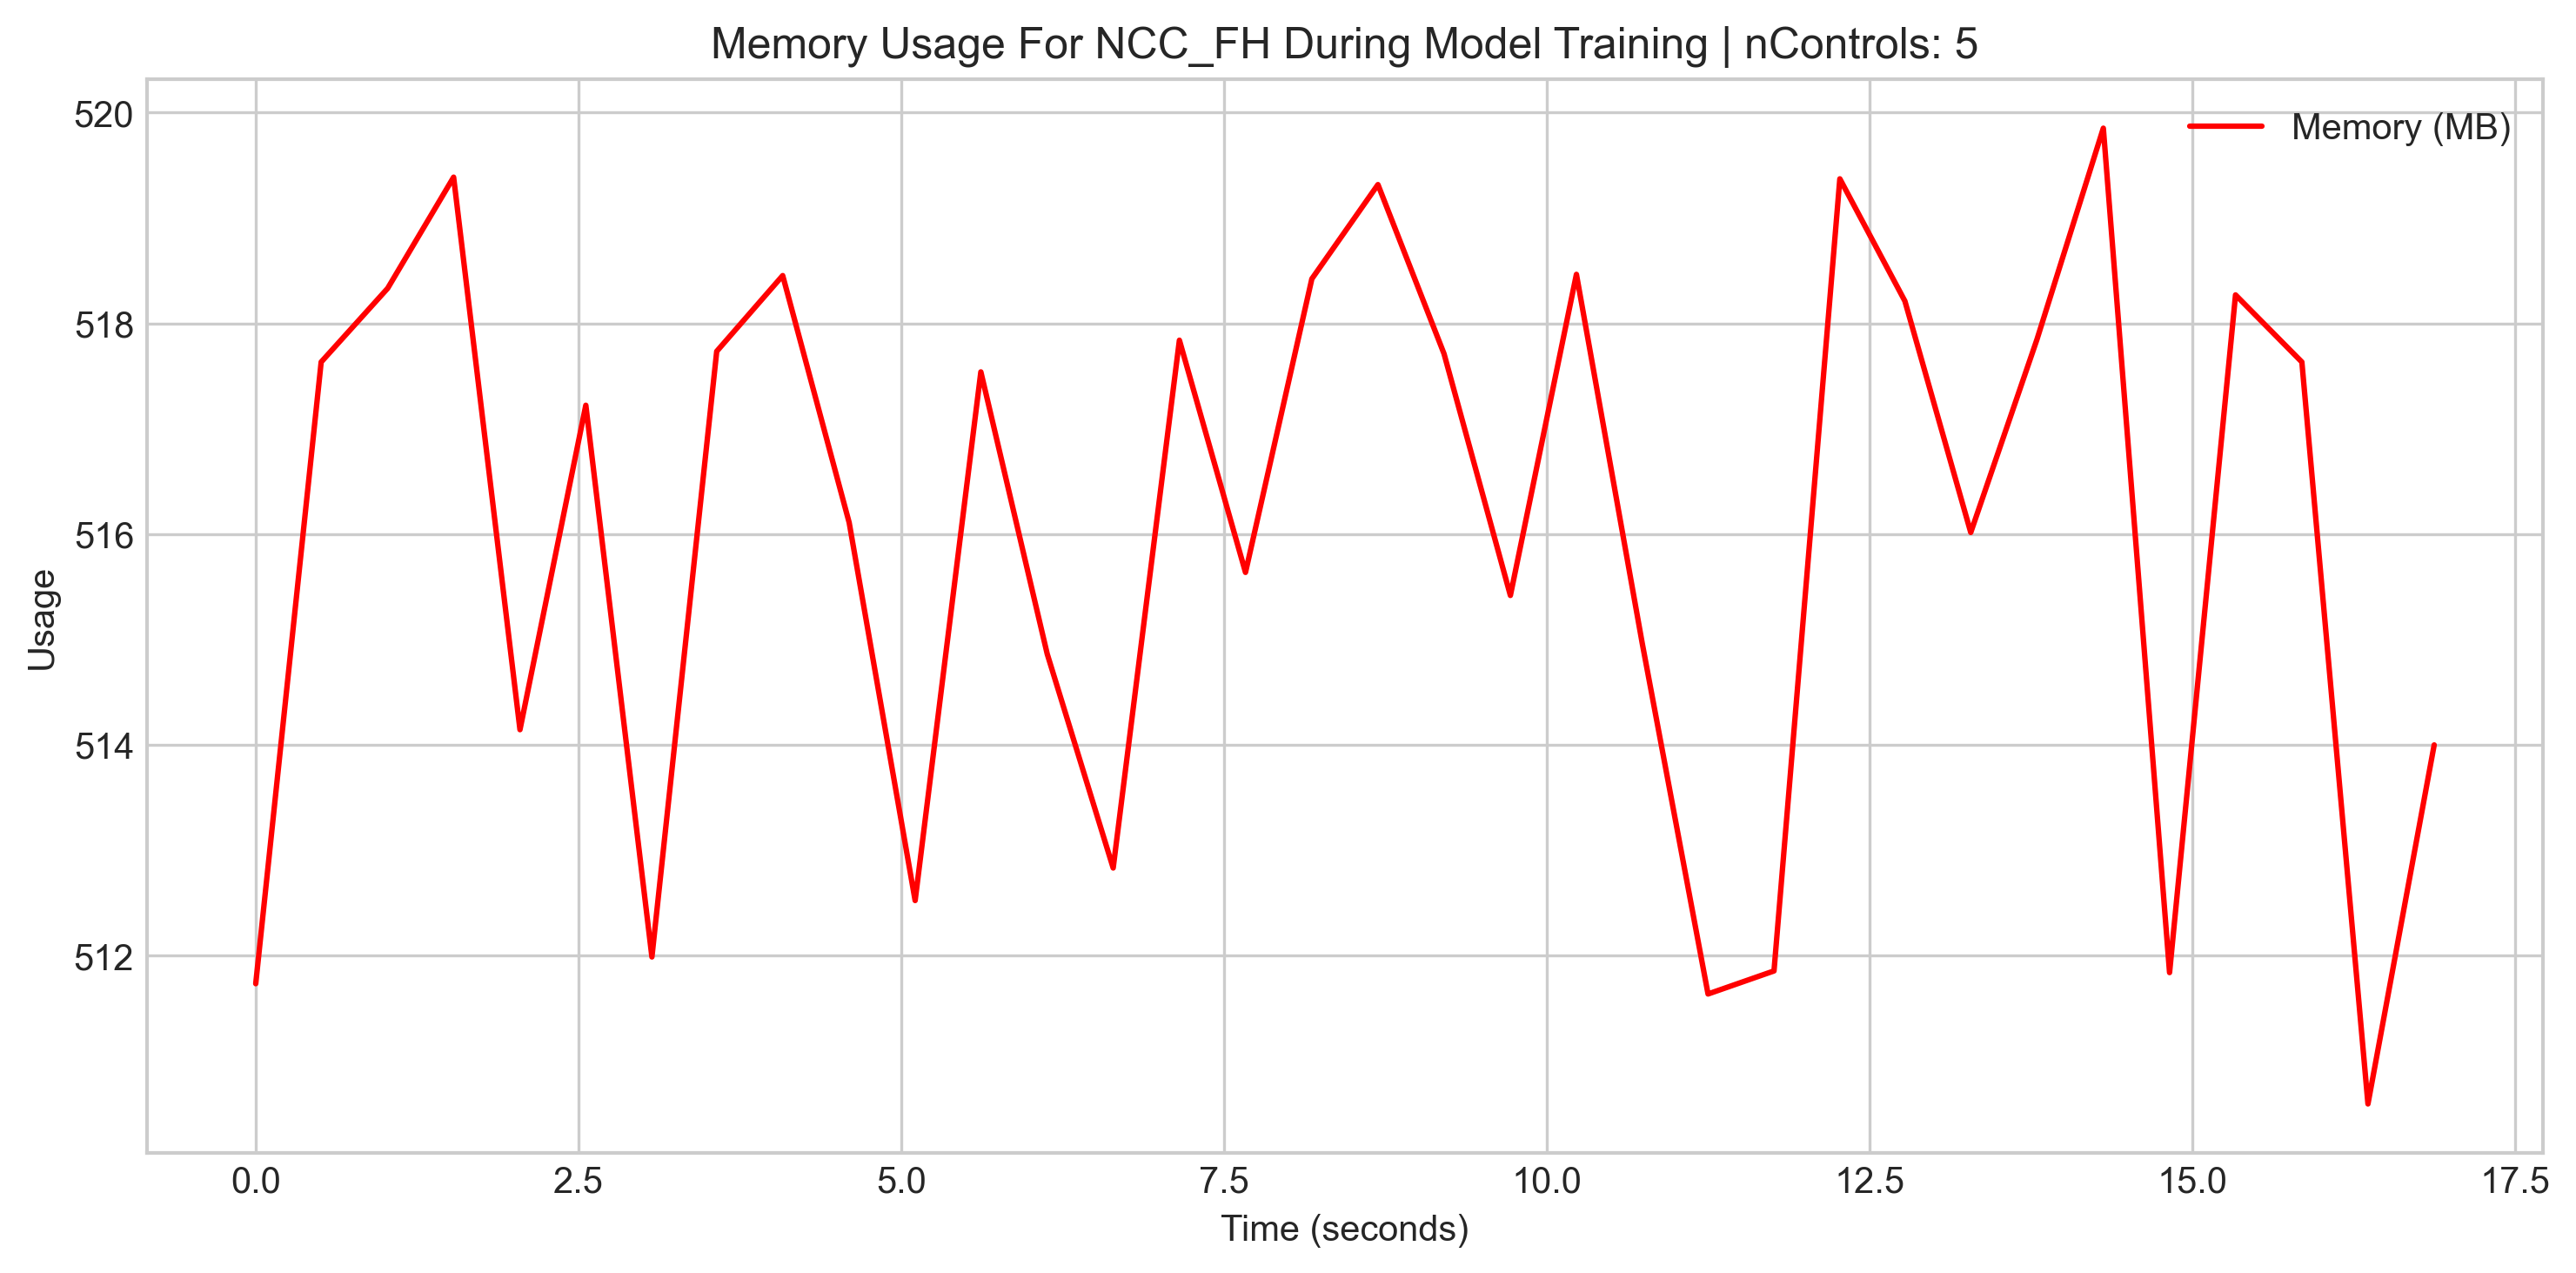 Memory Usage For NCC_FH During Model Training | nControls: 5
520
518
516
514
512
Usage
Memory (MB)
0.0 2.5 5.0 7.5 10.0 12.5 15.0 17.5
Time (seconds)